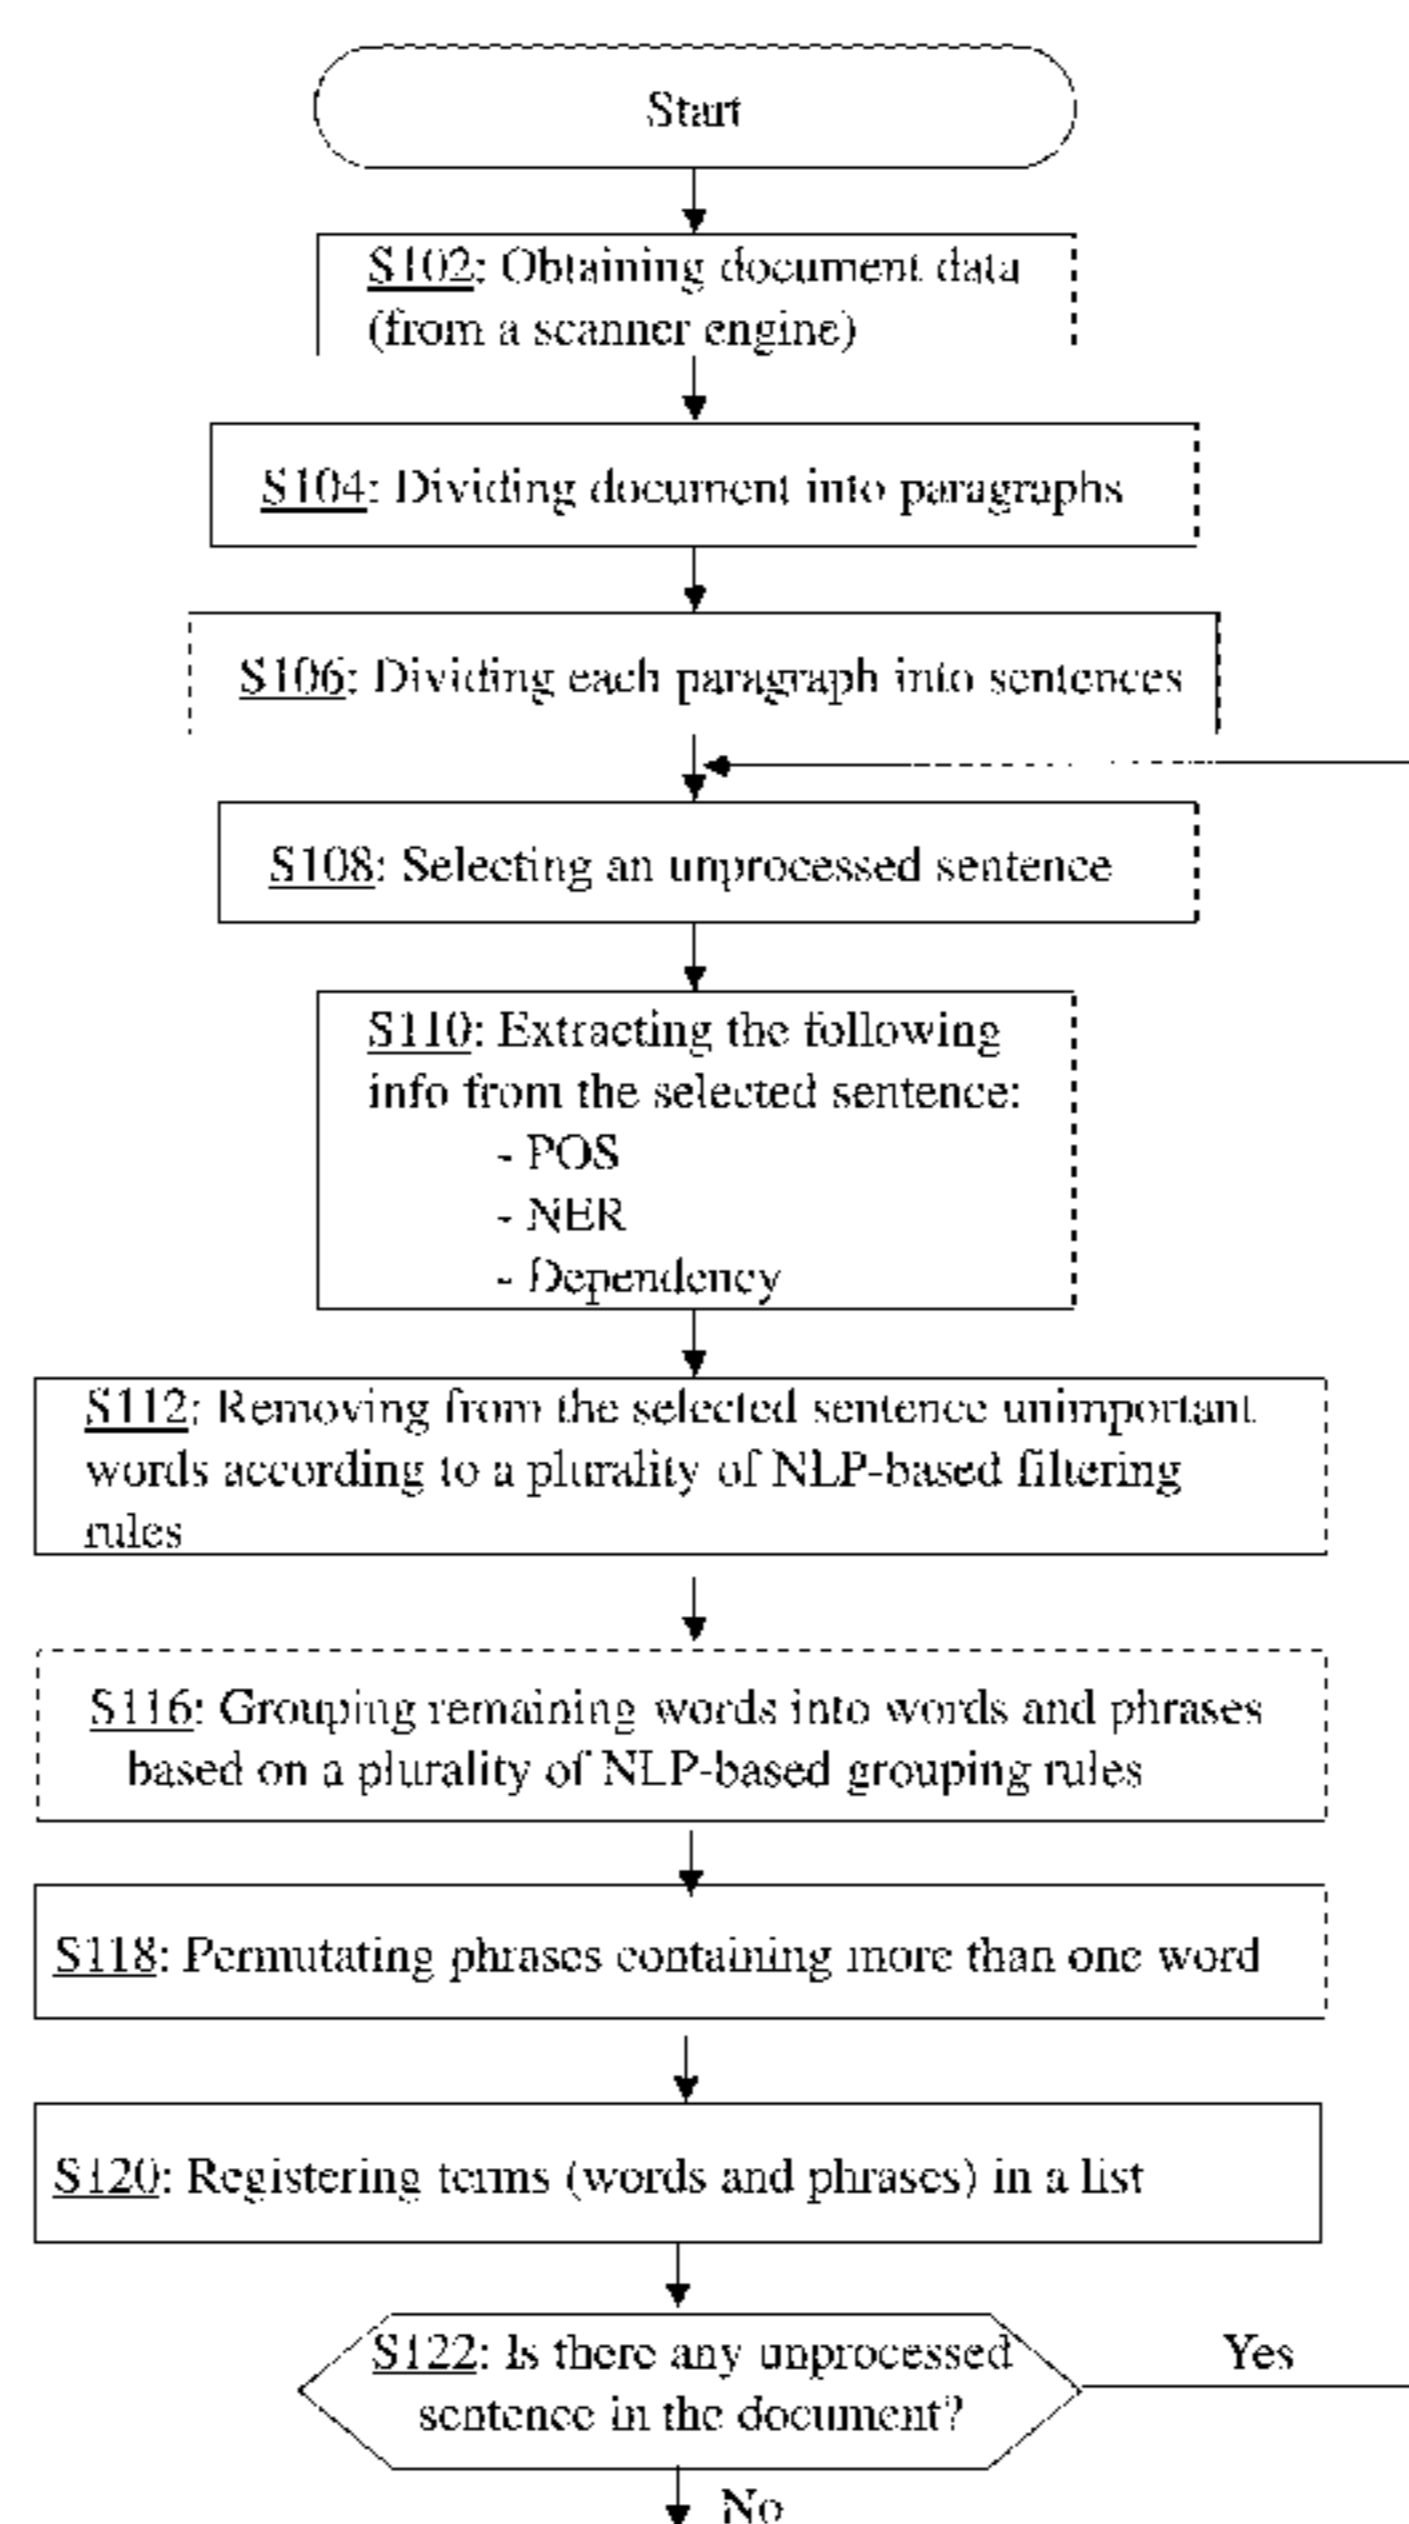 Start
S102: Obtaining document data
(from a scanner engine)
S104: Dividing document into paragraphs
S106: Dividing each paragraph into sentences
S108: Selecting an unprocessed sentence
S110: Extracting the following
info from the selected sentence:
- POS
- NER
- Dependency
S112: Removing from the selected sentence unimportant
words according to a plurality of NLP-based filtering
rules
S116: Grouping remaining words into words and phrases
based on a plurality of NLP-based grouping rules
S118: Permutating phrases containing more than one word
S120: Registering terms (words and phrases) in a list
S122: Is there any unprocessed
sentence in the document?
Yes
No